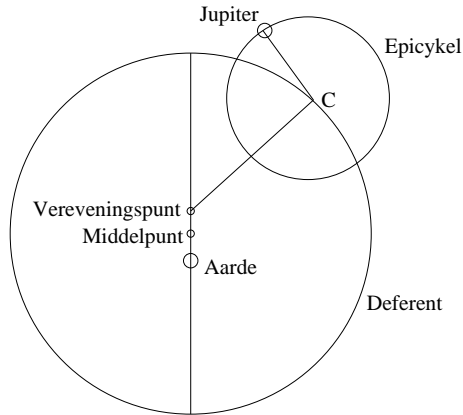 Jupiter
Epicykel
C
Vereveningspunt
Middelpunt
Aarde
Deferent